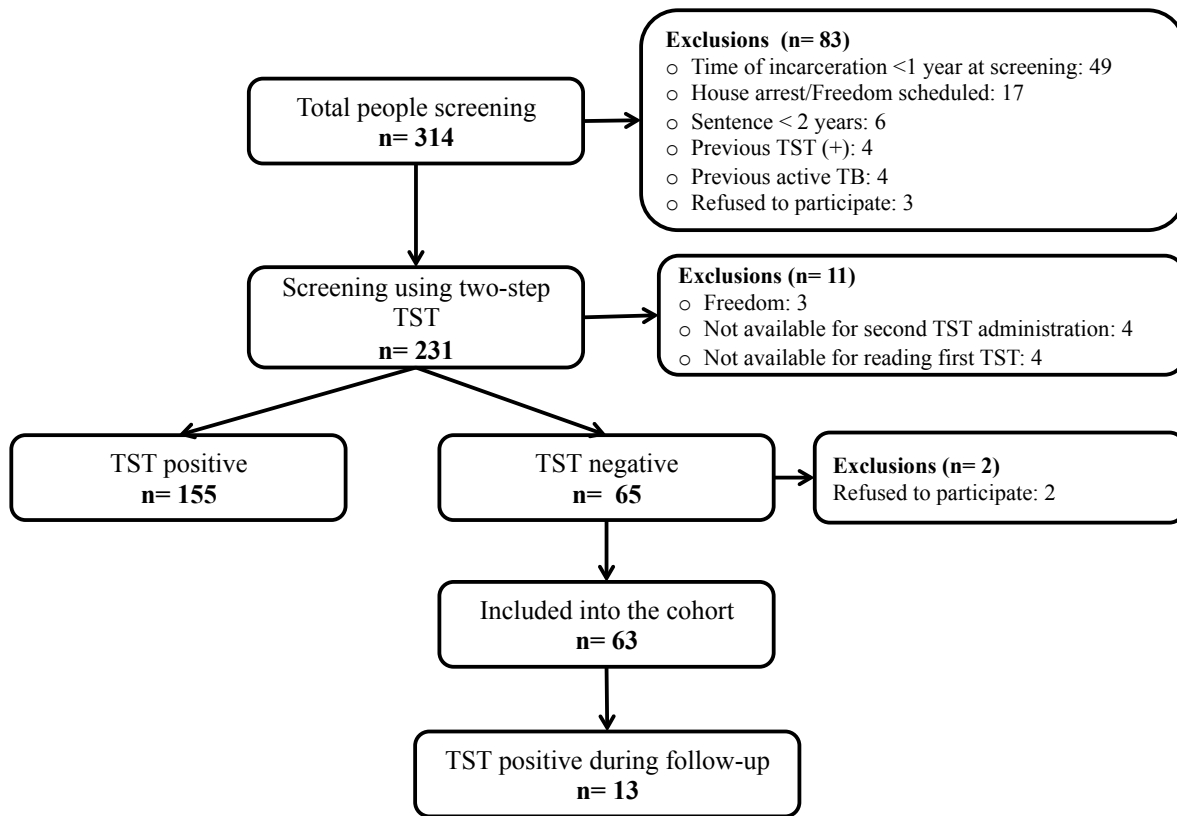 Total people screening
n= 314
Exclusions (n= 83)
○ Time of incarceration <1 year at screening: 49
○ House arrest/Freedom scheduled: 17
○ Sentence < 2 years: 6
○ Previous TST (+): 4
○ Previous active TB: 4
○ Refused to participate: 3
Screening using two-step
TST
n= 231
Exclusions (n= 11)
○ Freedom: 3
○ Not available for second TST administration: 4
○ Not available for reading first TST: 4
TST positive
n= 155
TST negative
n= 65
Exclusions (n= 2)
Refused to participate: 2
Included into the cohort
n= 63
TST positive during follow-up
n= 13